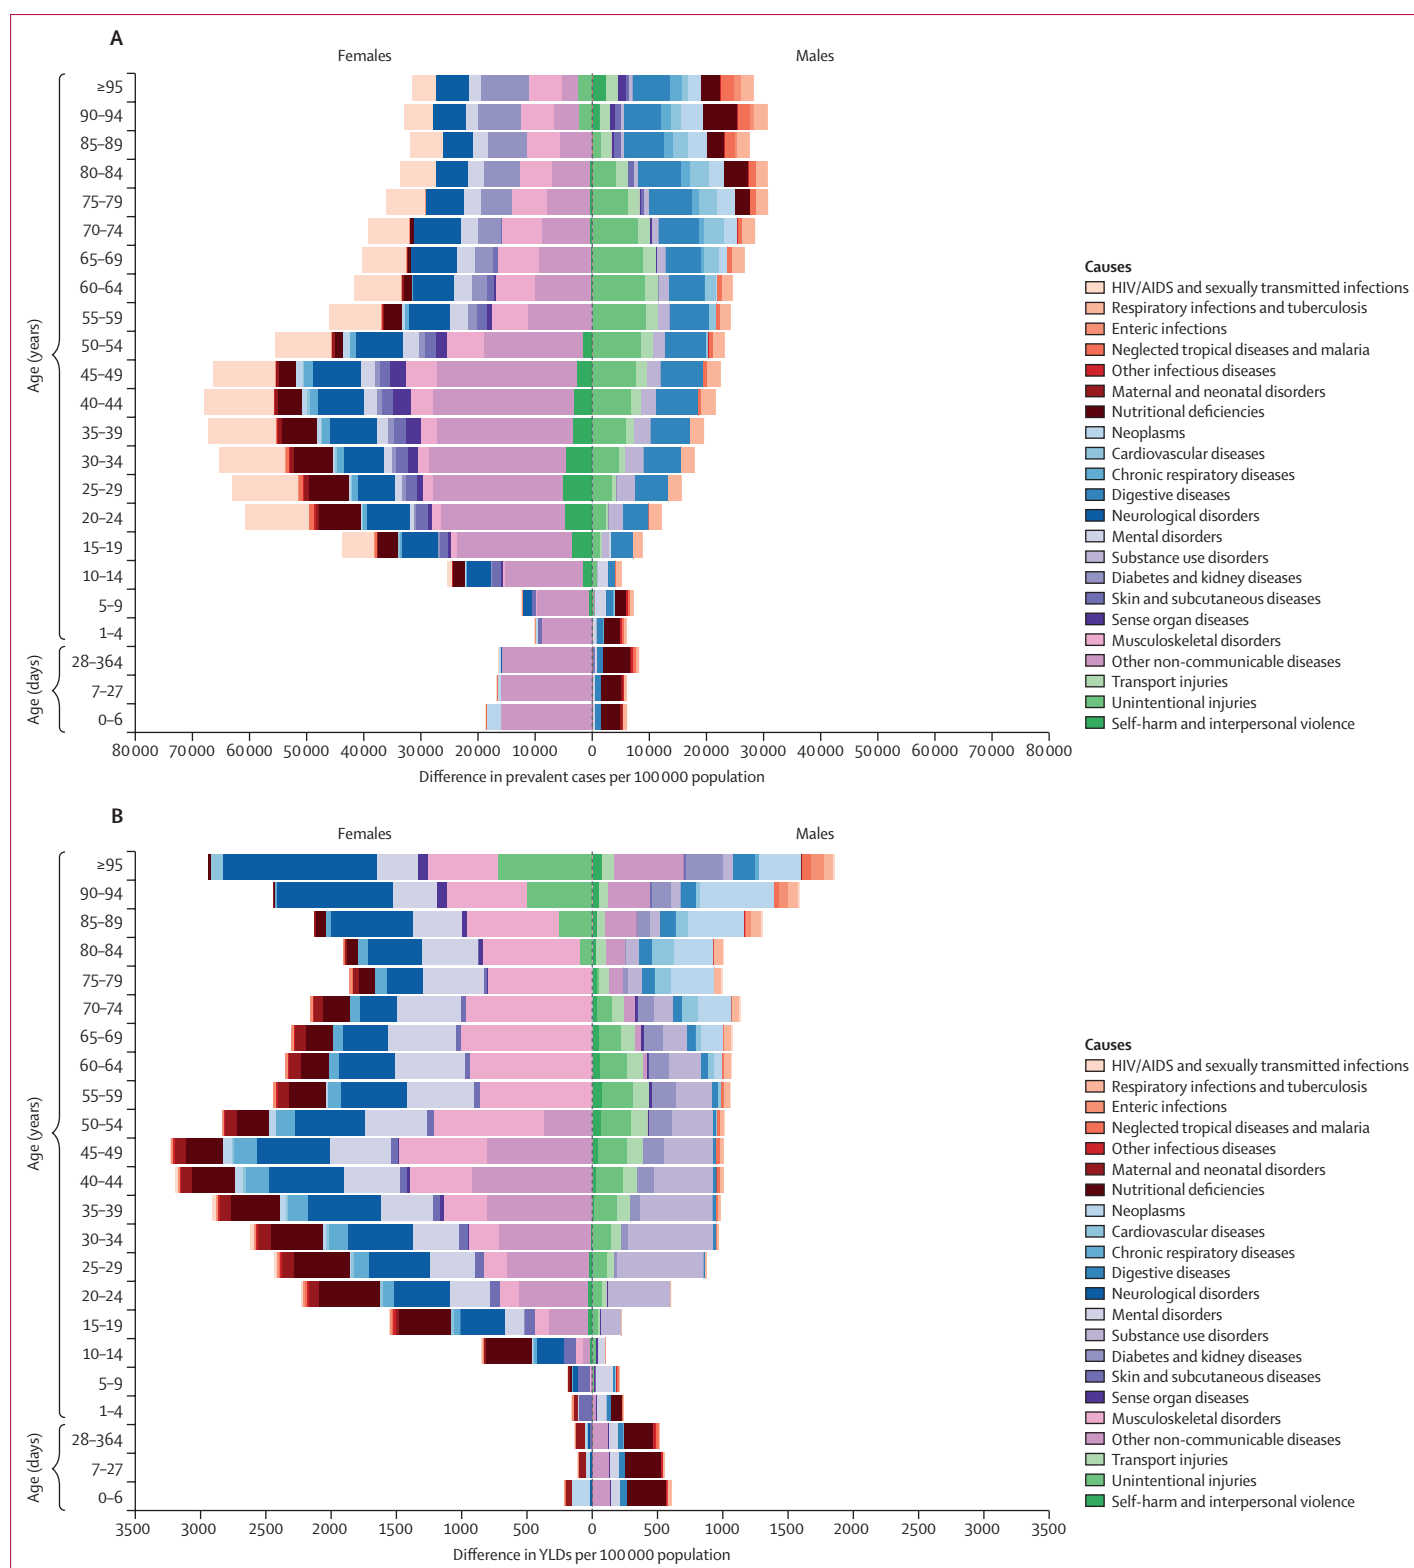 A
Females
Males
Age (years)
≥95
90–94
85–89
80–84
75–79
70–74
65–69
60–64
55–59
50–54
45–49
40–44
35–39
30–34
25–29
20–24
15–19
10–14
5–9
1–4
Age (days)
28–364
7–27
0–6
80 000 70 000 60 000 50 000 40 000 30 000 20 000 10 000 0 10 000 20 000 30 000 40 000 50 000 60 000 70 000 80 000
Difference in prevalent cases per 100 000 population
Causes
HIV/AIDS and sexually transmitted infections
Respiratory infections and tuberculosis
Enteric infections
Neglected tropical diseases and malaria
Other infectious diseases
Maternal and neonatal disorders
Nutritional deficiencies
Neoplasms
Cardiovascular diseases
Chronic respiratory diseases
Digestive diseases
Neurological disorders
Mental disorders
Substance use disorders
Diabetes and kidney diseases
Skin and subcutaneous diseases
Sense organ diseases
Musculoskeletal disorders
Other non-communicable diseases
Transport injuries
Unintentional injuries
Self-harm and interpersonal violence
B
Females
Males
Age (years)
≥95
90–94
85–89
80–84
75–79
70–74
65–69
60–64
55–59
50–54
45–49
40–44
35–39
30–34
25–29
20–24
15–19
10–14
5–9
1–4
Age (days)
28–364
7–27
0–6
3500 3000 2500 2000 1500 1000 500 0 500 1000 1500 2000 2500 3000 3500
Difference in YLDs per 100 000 population
Causes
HIV/AIDS and sexually transmitted infections
Respiratory infections and tuberculosis
Enteric infections
Neglected tropical diseases and malaria
Other infectious diseases
Maternal and neonatal disorders
Nutritional deficiencies
Neoplasms
Cardiovascular diseases
Chronic respiratory diseases
Digestive diseases
Neurological disorders
Mental disorders
Substance use disorders
Diabetes and kidney diseases
Skin and subcutaneous diseases
Sense organ diseases
Musculoskeletal disorders
Other non-communicable diseases
Transport injuries
Unintentional injuries
Self-harm and interpersonal violence